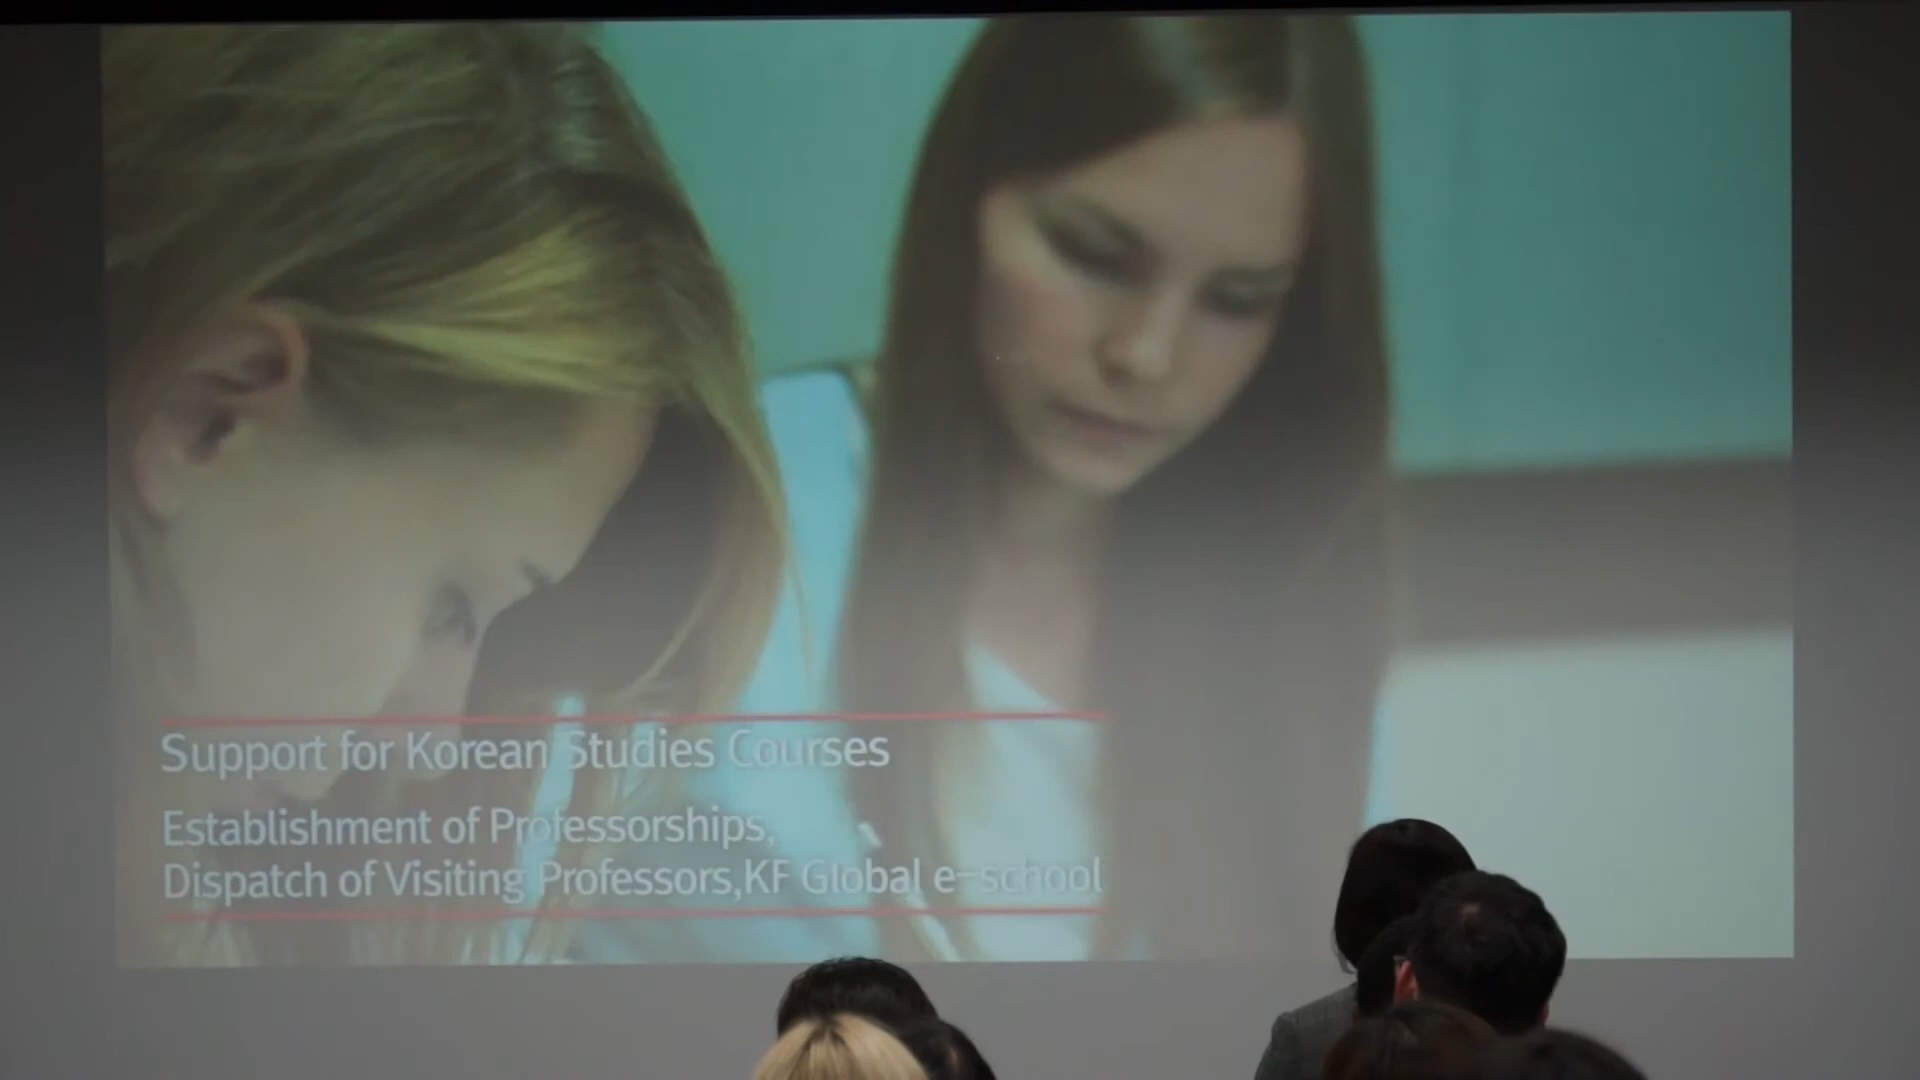 Support for Korean Studies Courses
Establishment of Professorships,
Dispatch of Visiting Professors,KF Global e-school